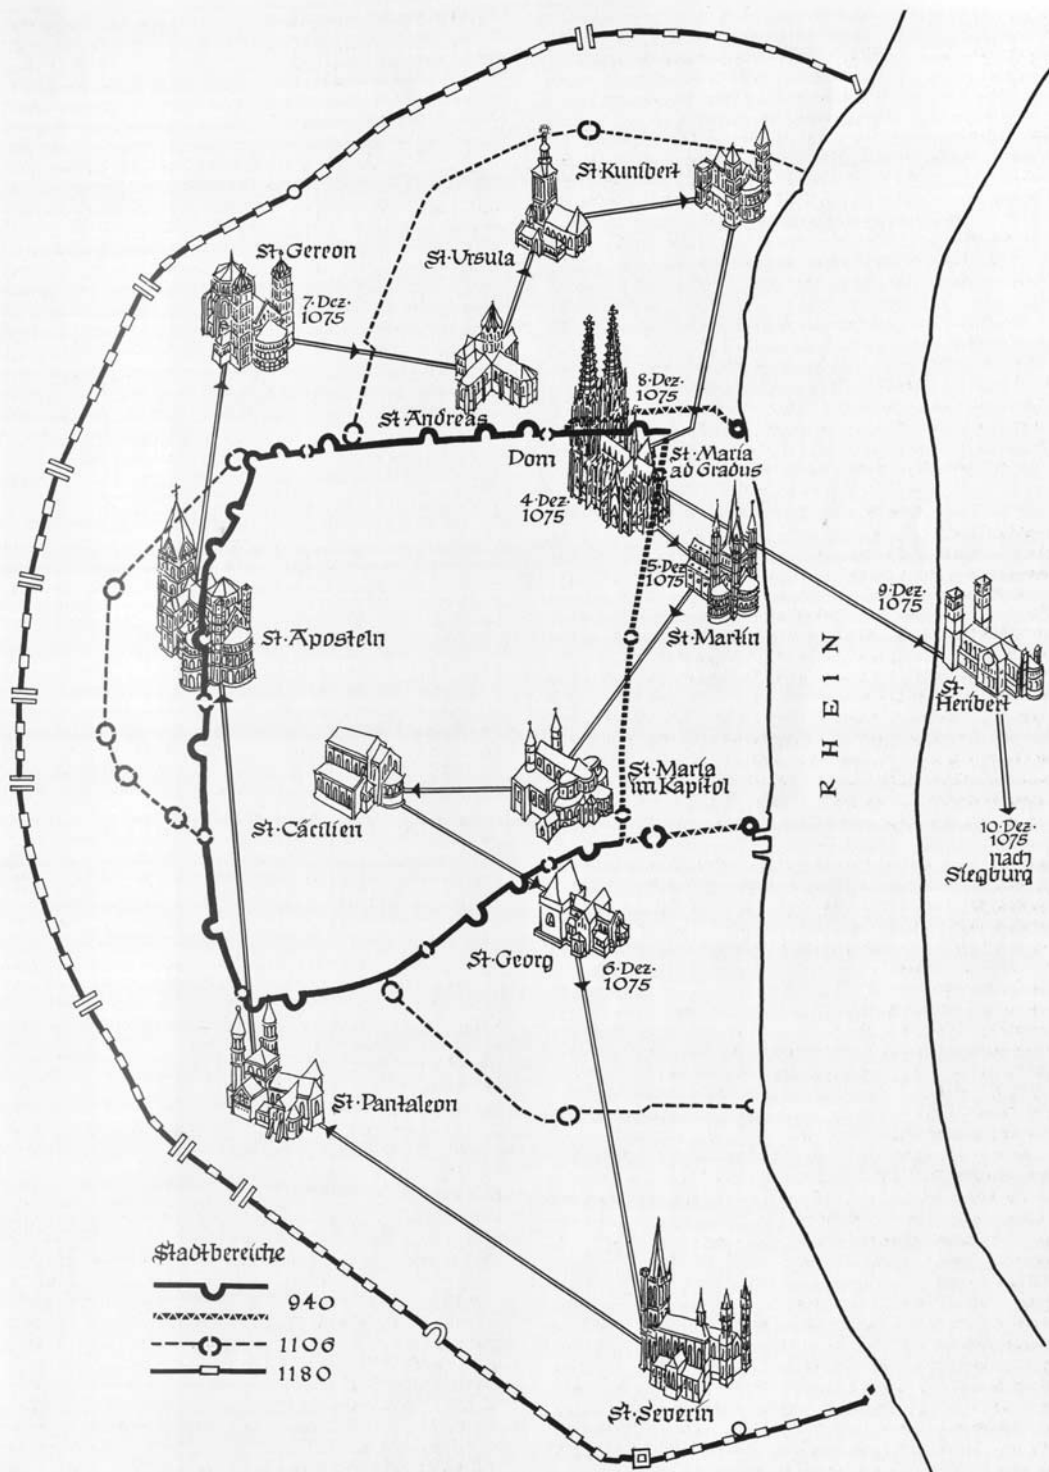 St·Kunibert
St·Gereon
St·Ursula
7·Dez·
1075
8·Dez·
1075
St·Andreas
Dom
St·Maria
ad Gradus
4·Dez·
1075
5·Dez·
1075
9·Dez·
1075
St·Aposteln
St·Martin
RHEIN
St·
Heribert
St·Maria
im Kapitol
St·Cäcilien
10·Dez·
1075
nach
Siegburg
St·Georg
6·Dez·
1075
St·Pantaleon
Stadtbereiche
940
1106
1180
St·Severin